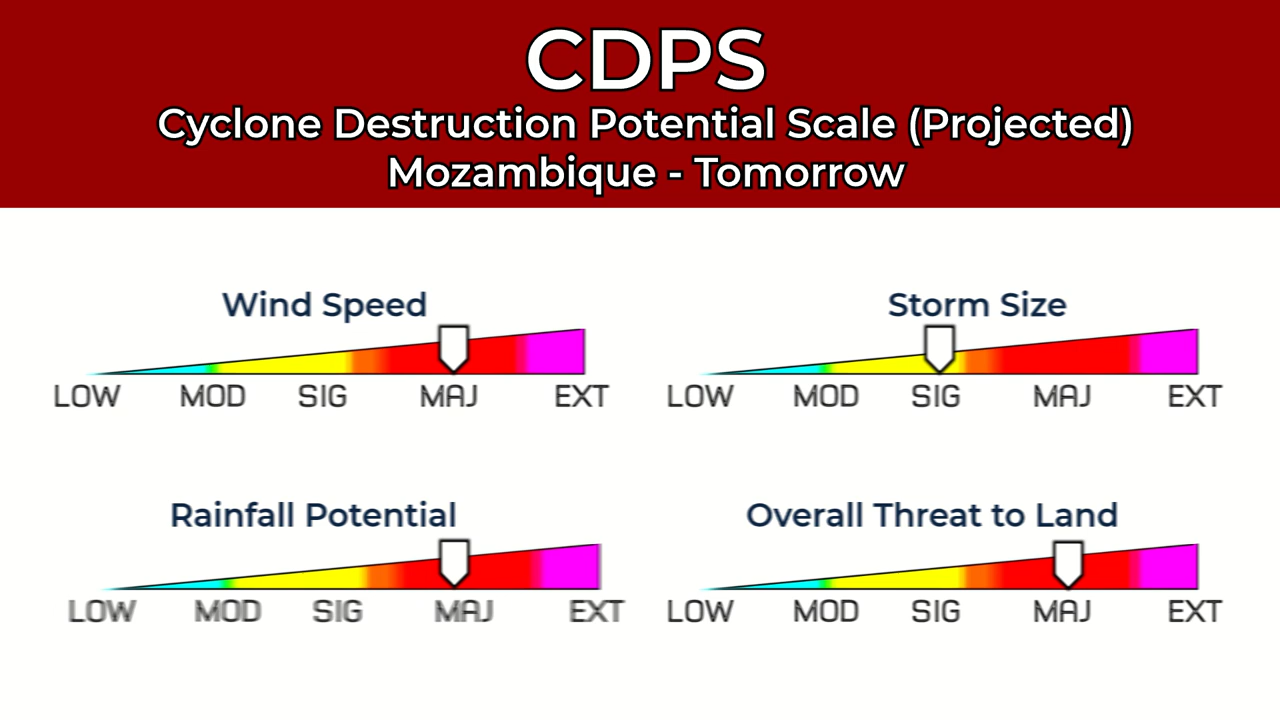 CDPS
Cyclone Destruction Potential Scale (Projected)
Mozambique - Tomorrow
Wind Speed
LOW MOD SIG MAJ EXT
Storm Size
LOW MOD SIG MAJ EXT
Rainfall Potential
LOW MOD SIG MAJ EXT
Overall Threat to Land
LOW MOD SIG MAJ EXT